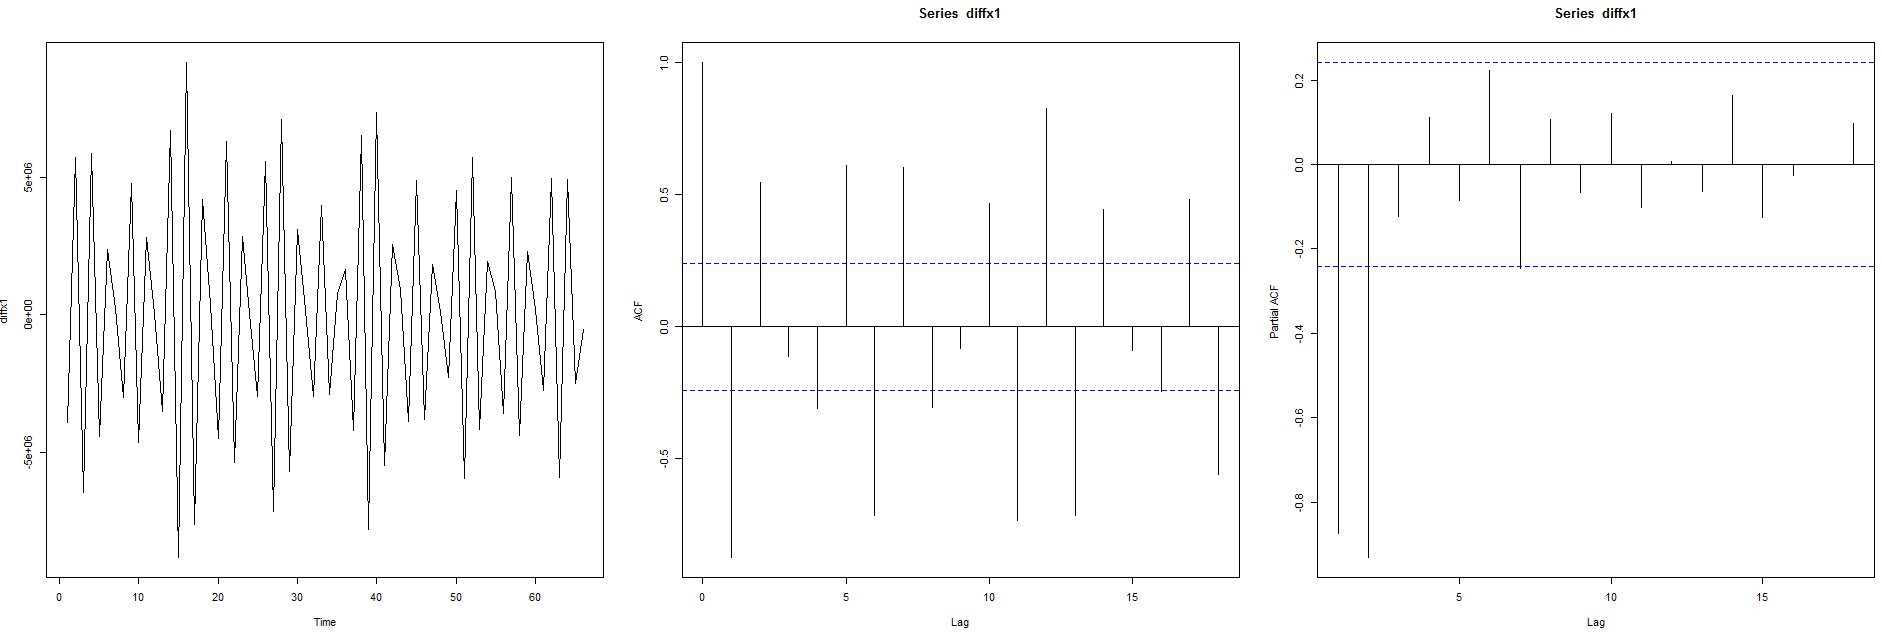 diffx1
5e+06
0e+00
-5e+06
0 10 20 30 40 50 60
Time
Series diffx1
ACF
1.0
0.5
0.0
-0.5
0 5 10 15
Lag
Series diffx1
Partial ACF
0.2
0.0
-0.2
-0.4
-0.6
-0.8
5 10 15
Lag